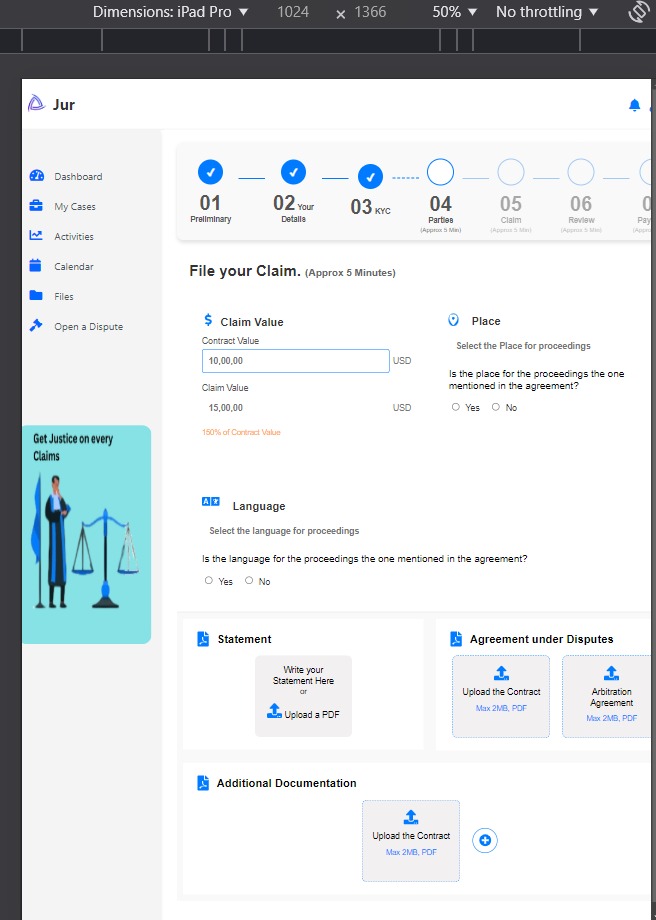 Dimensions: iPad Pro ▼ 1024 × 1366 50% ▼ No throttling ▼
Jur
Dashboard
My Cases
Activities
Calendar
Files
Open a Dispute
Get Justice on every
Claims
01
Preliminary
02 Your
Details
03 KYC
04
Parties
(Approx 5 Min)
05
Claim
(Approx 5 Min)
06
Review
(Approx 5 Min)
0
Pay
(Appro
File your Claim. (Approx 5 Minutes)
Claim Value
Contract Value
10,00,00 USD
Claim Value
15,00,00 USD
150% of Contract Value
Place
Select the Place for proceedings
Is the place for the proceedings the one
mentioned in the agreement?
Yes No
Language
Select the language for proceedings
Is the language for the proceedings the one mentioned in the agreement?
Yes No
Statement
Write your
Statement Here
or
Upload a PDF
Agreement under Disputes
Upload the Contract
Max 2MB, PDF
Arbitration
Agreement
Max 2MB, PDF
Additional Documentation
Upload the Contract
Max 2MB, PDF